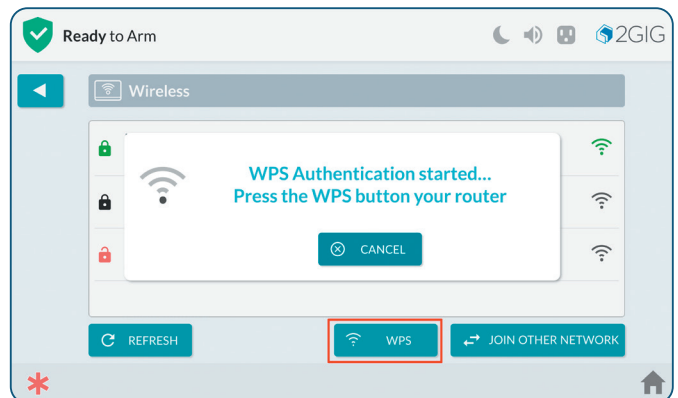 Ready to Arm
2GIG
Wireless
WPS Authentication started...
Press the WPS button your router
CANCEL
REFRESH
WPS
JOIN OTHER NETWORK